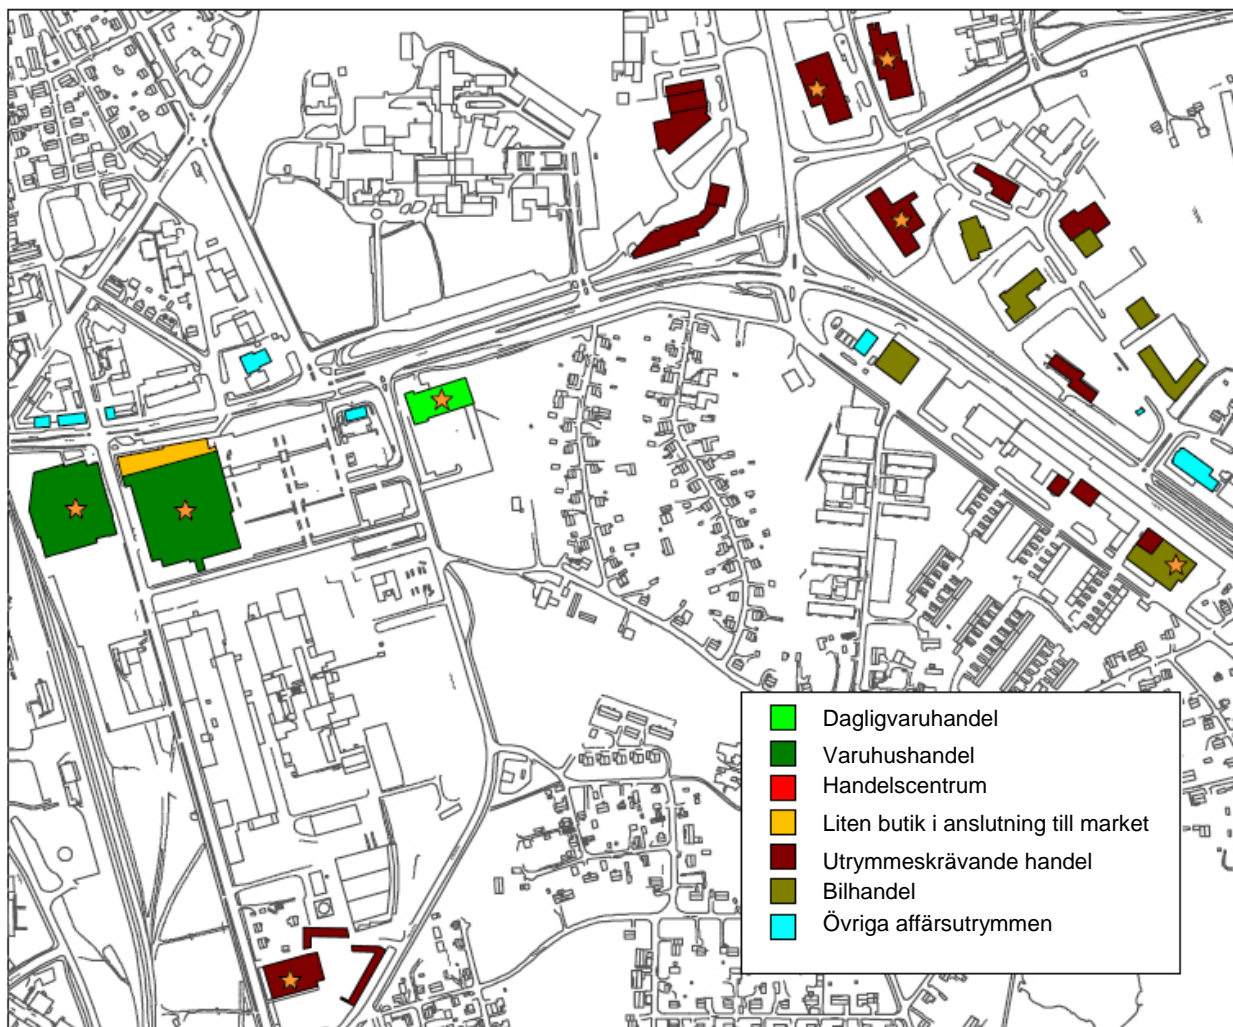 Dagligvaruhandel
Varuhushandel
Handelscentrum
Liten butik i anslutning till market
Utrymmeskrävande handel
Bilhandel
Övriga affärsutrymmen